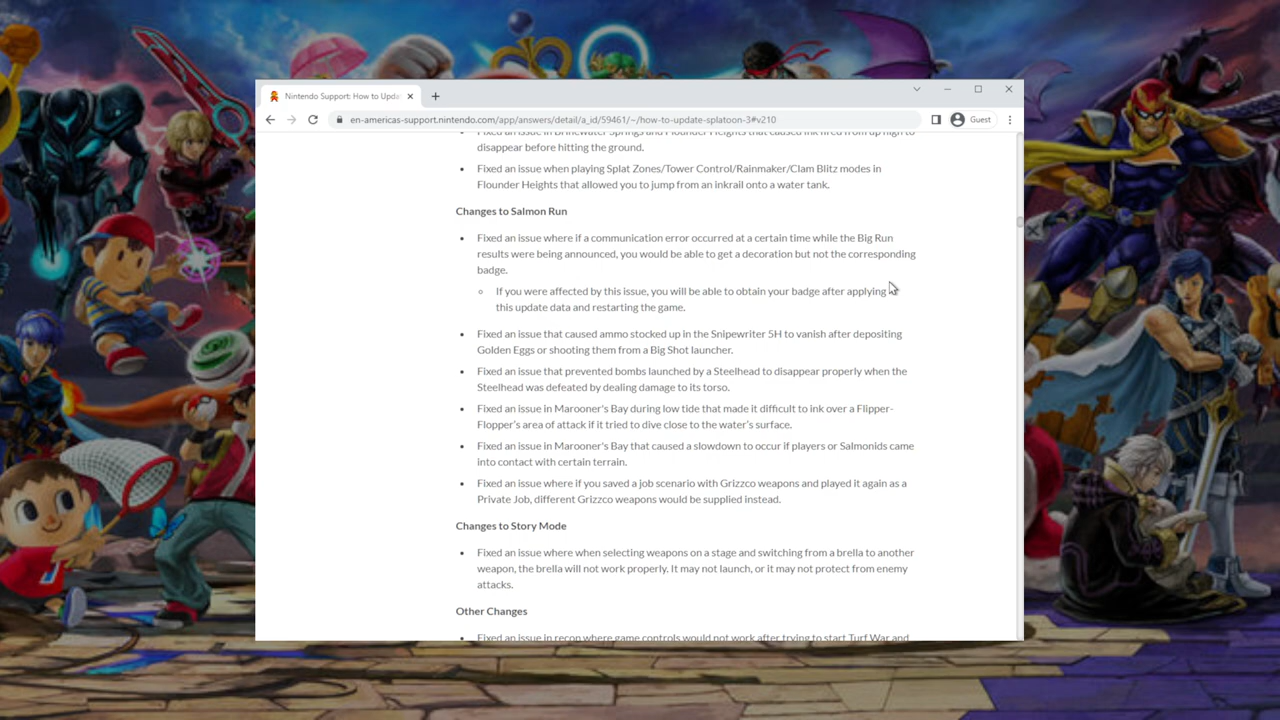 Nintendo Support: How to Upda
en-americas-support.nintendo.com/app/answers/detail/a_id/59461/~/how-to-update-splatoon-3#v210
Guest
Fixed an issue in Brinewater Springs and Flounder Heights that caused ink fired from up high to
disappear before hitting the ground.
• Fixed an issue when playing Splat Zones/Tower Control/Rainmaker/Clam Blitz modes in
Flounder Heights that allowed you to jump from an inkrail onto a water tank.
Changes to Salmon Run
• Fixed an issue where if a communication error occurred at a certain time while the Big Run
results were being announced, you would be able to get a decoration but not the corresponding
badge.
○ If you were affected by this issue, you will be able to obtain your badge after applying
this update data and restarting the game.
• Fixed an issue that caused ammo stocked up in the Snipewriter 5H to vanish after depositing
Golden Eggs or shooting them from a Big Shot launcher.
• Fixed an issue that prevented bombs launched by a Steelhead to disappear properly when the
Steelhead was defeated by dealing damage to its torso.
• Fixed an issue in Marooner's Bay during low tide that made it difficult to ink over a Flipper-
Flopper's area of attack if it tried to dive close to the water's surface.
• Fixed an issue in Marooner's Bay that caused a slowdown to occur if players or Salmonids came
into contact with certain terrain.
• Fixed an issue where if you saved a job scenario with Grizzco weapons and played it again as a
Private Job, different Grizzco weapons would be supplied instead.
Changes to Story Mode
• Fixed an issue where when selecting weapons on a stage and switching from a brella to another
weapon, the brella will not work properly. It may not launch, or it may not protect from enemy
attacks.
Other Changes
• Fixed an issue in recon where game controls would not work after trying to start Turf War and